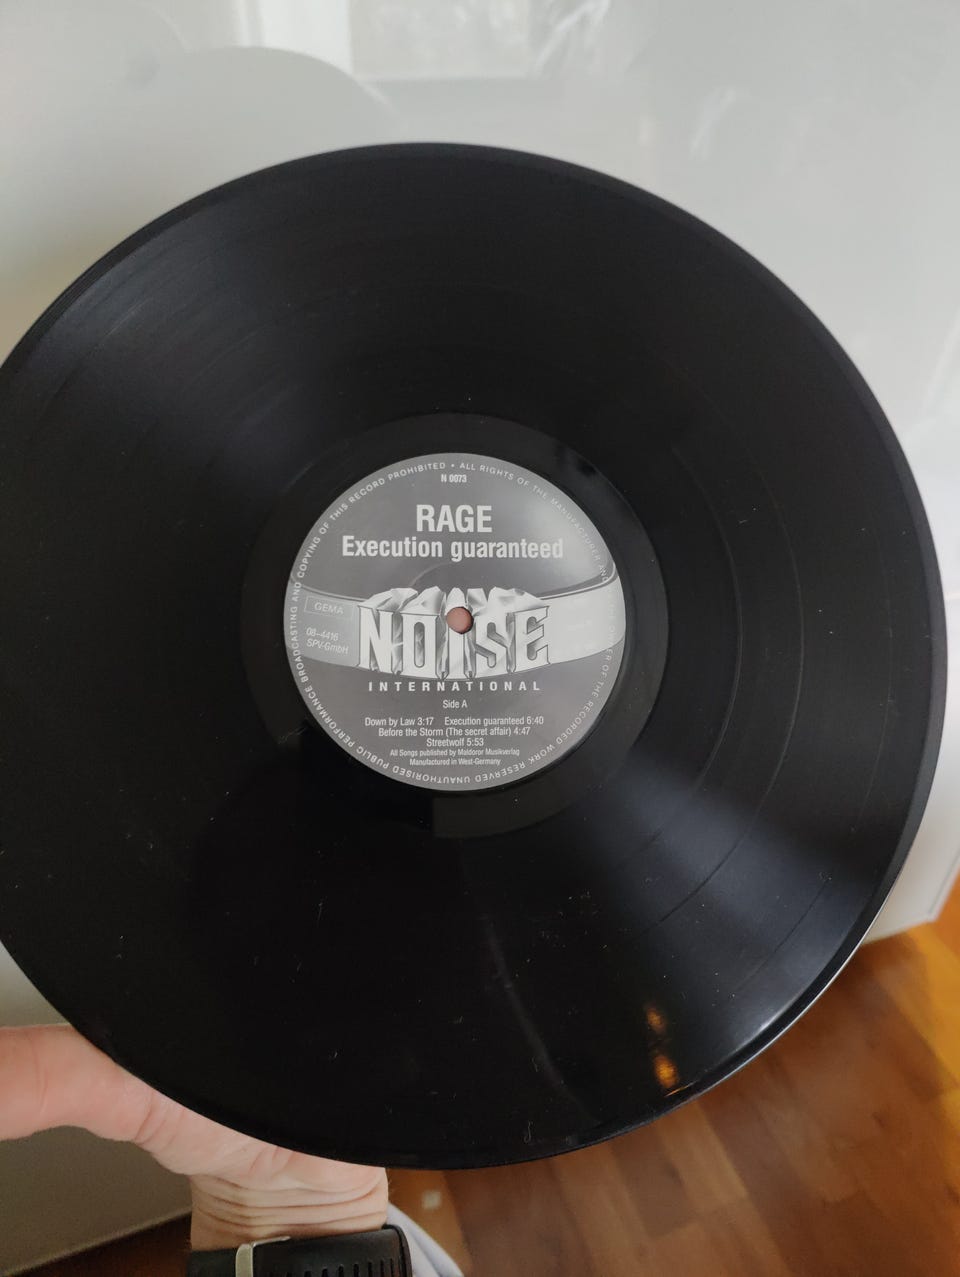 UNAUTHORISED PUBLIC PERFORMANCE BROADCASTING AND COPYING OF THIS RECORD PROHIBITED • ALL RIGHTS OF THE MANUFACTURER AND OWNER OF THE RECORDED WORK RESERVED
N 0073
RAGE
Execution guaranteed
GEMA
08-4416
SPV-GmbH
NOISE
INTERNATIONAL
Side A
Down by Law 3:17 Execution guaranteed 6:40
Before the Storm (The secret affair) 4:47
Streetwolf 5:53
All Songs published by Maldoror Musikverlag
Manufactured in West-Germany